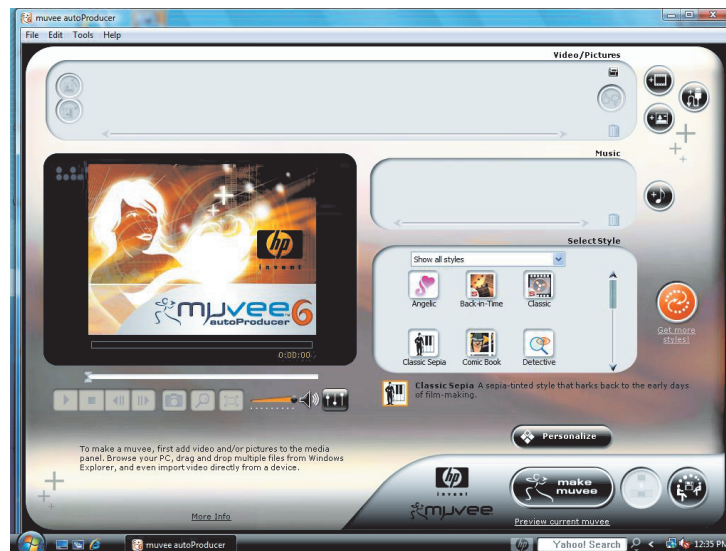 muvee autoProducer
File Edit Tools Help
Video/Pictures
Music
hp
invent
muvee 6
autoProducer
0:00:00
Select Style
Show all styles
Angelic
Back-in-Time
Classic
Classic Sepia
Comic Book
Detective
Get more
styles!
Classic Sepia A sepia-tinted style that harks back to the early days
of film-making.
Personalize
To make a muvee, first add video and/or pictures to the media
panel. Browse your PC, drag and drop multiple files from Windows
Explorer, and even import video directly from a device.
More Info
hp
invent
muvee
make
muvee
Preview current muvee
muvee autoProducer
hp
Yahoo! Search
12:35 PM